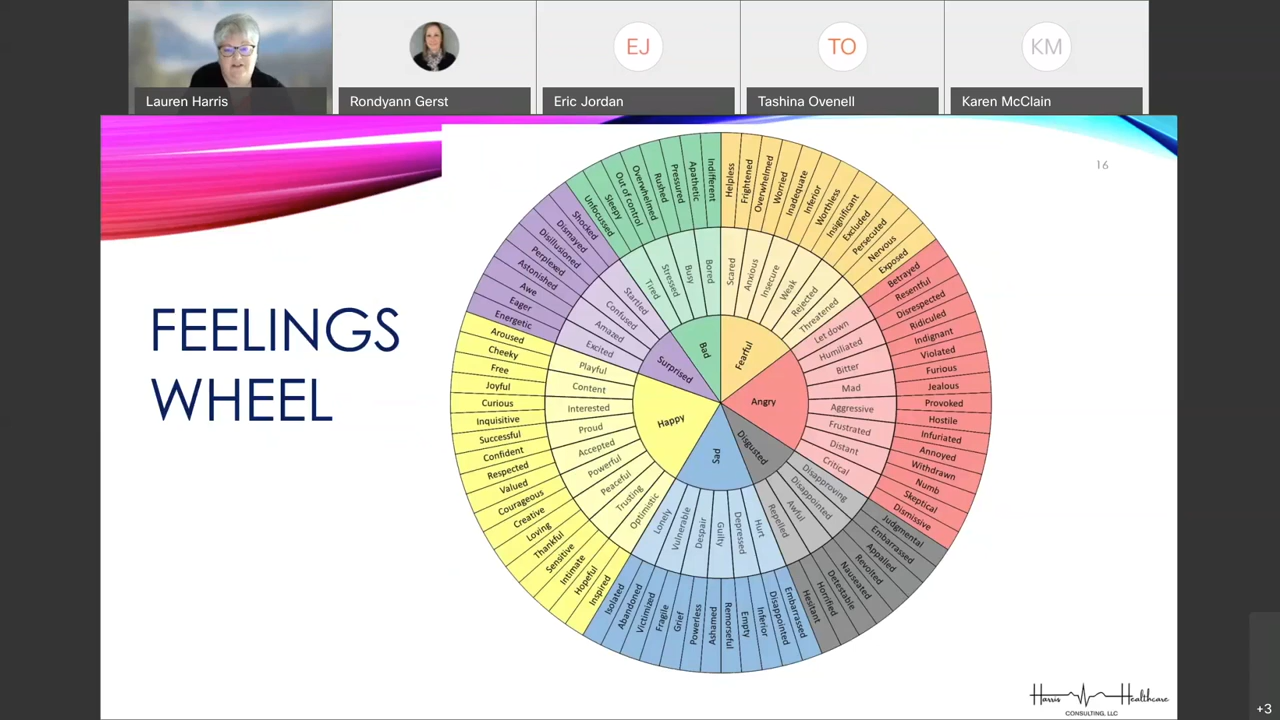 EJ
TO
KM
Lauren Harris
Rondyann Gerst
Eric Jordan
Tashina Ovenell
Karen McClain
16
FEELINGS
WHEEL
Fearful
Angry
Disgusted
Sad
Happy
Surprised
Bad
Scared
Anxious
Insecure
Weak
Rejected
Threatened
Let down
Humiliated
Bitter
Mad
Aggressive
Frustrated
Distant
Critical
Disapproving
Disappointed
Awful
Repelled
Hurt
Depressed
Guilty
Despair
Vulnerable
Lonely
Optimistic
Trusting
Peaceful
Powerful
Accepted
Proud
Interested
Content
Playful
Excited
Amazed
Confused
Startled
Tired
Stressed
Busy
Bored
Helpless
Frightened
Overwhelmed
Worried
Inadequate
Inferior
Worthless
Insignificant
Excluded
Persecuted
Nervous
Exposed
Betrayed
Resentful
Disrespected
Ridiculed
Indignant
Violated
Furious
Jealous
Provoked
Hostile
Infuriated
Annoyed
Withdrawn
Numb
Skeptical
Dismissive
Judgmental
Embarrassed
Appalled
Revolted
Nauseated
Detestable
Horrified
Hesitant
Embarrassed
Disappointed
Inferior
Empty
Remorseful
Ashamed
Powerless
Grief
Fragile
Victimized
Abandoned
Isolated
Inspired
Hopeful
Intimate
Sensitive
Thankful
Loving
Creative
Courageous
Valued
Respected
Confident
Successful
Inquisitive
Curious
Joyful
Free
Cheeky
Aroused
Energetic
Eager
Awe
Astonished
Perplexed
Disillusioned
Dismayed
Shocked
Unfocussed
Sleepy
Out of control
Overwhelmed
Rushed
Pressured
Apathetic
Indifferent
Harris Healthcare
CONSULTING, LLC
+3